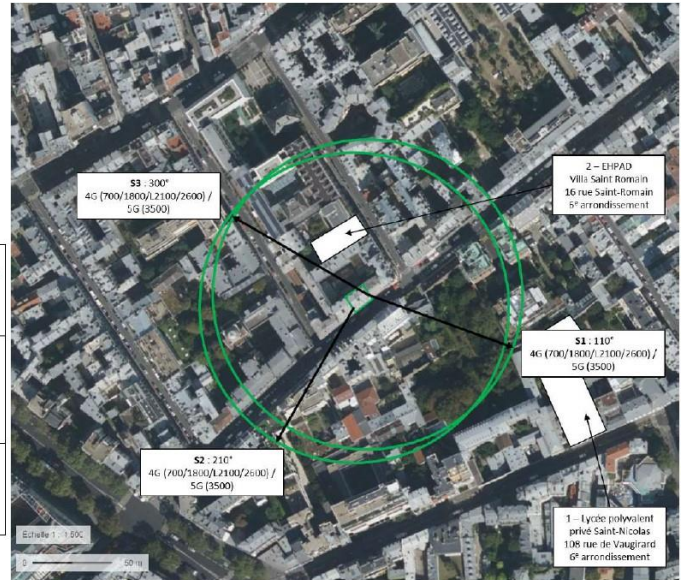 S3 : 300°
4G (700/1800/L2100/2600) /
5G (3500)
2 – EHPAD
Villa Saint Romain
16 rue Saint-Romain
6e arrondissement
S1 : 110°
4G (700/1800/L2100/2600) /
5G (3500)
S2 : 210°
4G (700/1800/L2100/2600) /
5G (3500)
1 – Lycée polyvalent
privé Saint-Nicolas
108 rue de Vaugirard
6e arrondissement
Echelle 1 :
0 50 m